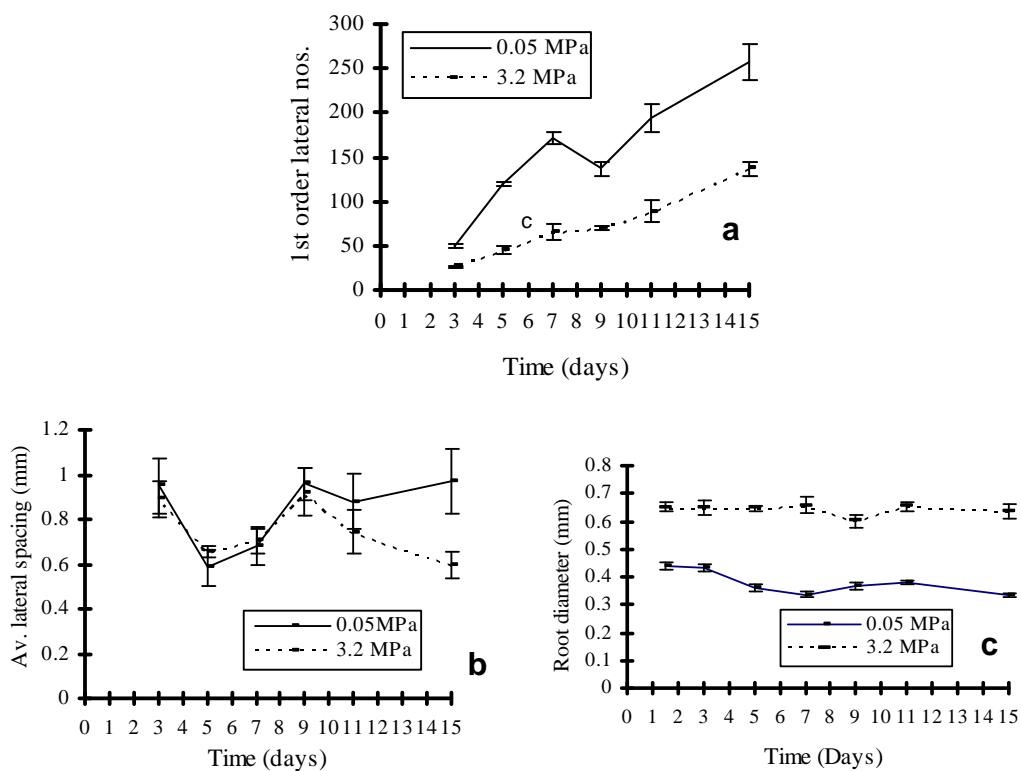 300
250
200
150
100
50
0
1st order lateral nos.
0.05 MPa
3.2 MPa
c
a
0 1 2 3 4 5 6 7 8 9 10 11 12 13 14 15
Time (days)
1.2
1
0.8
0.6
0.4
0.2
0
Av. lateral spacing (mm)
0.05MPa
3.2 MPa
b
0 1 2 3 4 5 6 7 8 9 10 11 12 13 14 15
Time (days)
0.8
0.7
0.6
0.5
0.4
0.3
0.2
0.1
0
Root diameter (mm)
0.05 MPa
3.2 MPa
c
0 1 2 3 4 5 6 7 8 9 10 11 12 13 14 15
Time (Days)